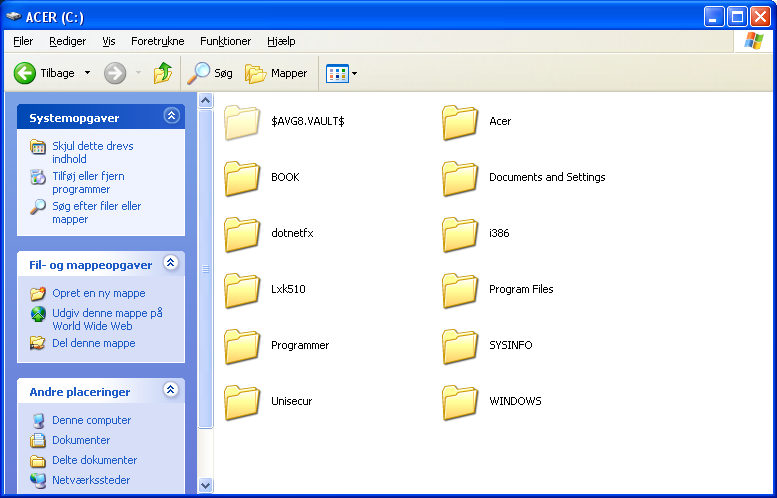 ACER (C:)
Filer Rediger Vis Foretrukne Funktioner Hjælp
Tilbage Søg Mapper
Systemopgaver
Skjul dette drevs
indhold
Tilføj eller fjern
programmer
Søg efter filer eller
mapper
Fil- og mappeopgaver
Opret en ny mappe
Udgiv denne mappe på
World Wide Web
Del denne mappe
Andre placeringer
Denne computer
Dokumenter
Delte dokumenter
Netværkssteder
$AVG8.VAULT$ Acer
BOOK Documents and Settings
dotnetfx i386
Lxk510 Program Files
Programmer SYSINFO
Unisecur WINDOWS